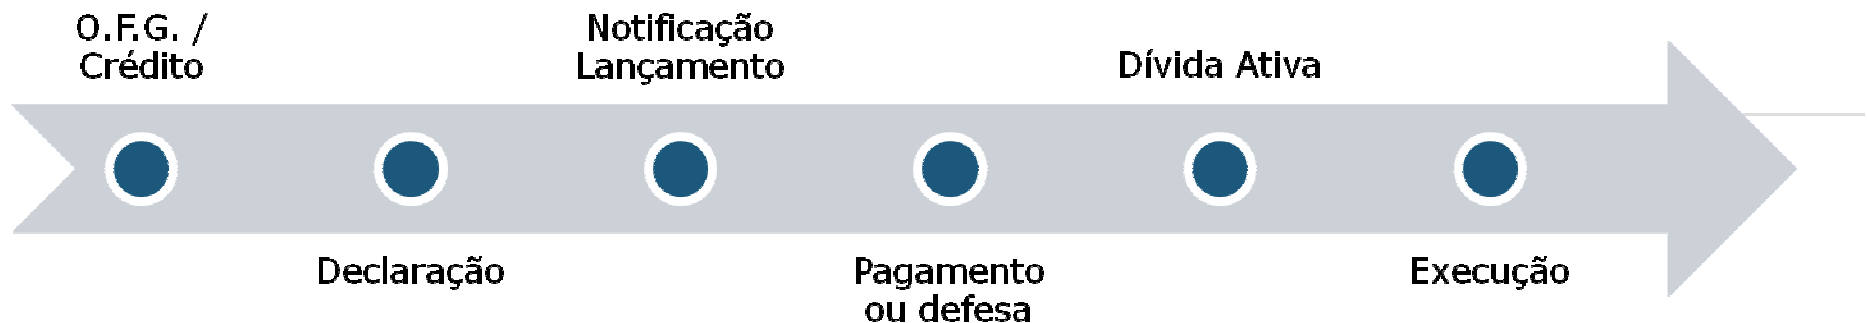 O.F.G. /
Crédito
Declaração
Notificação
Lançamento
Pagamento
ou defesa
Dívida Ativa
Execução